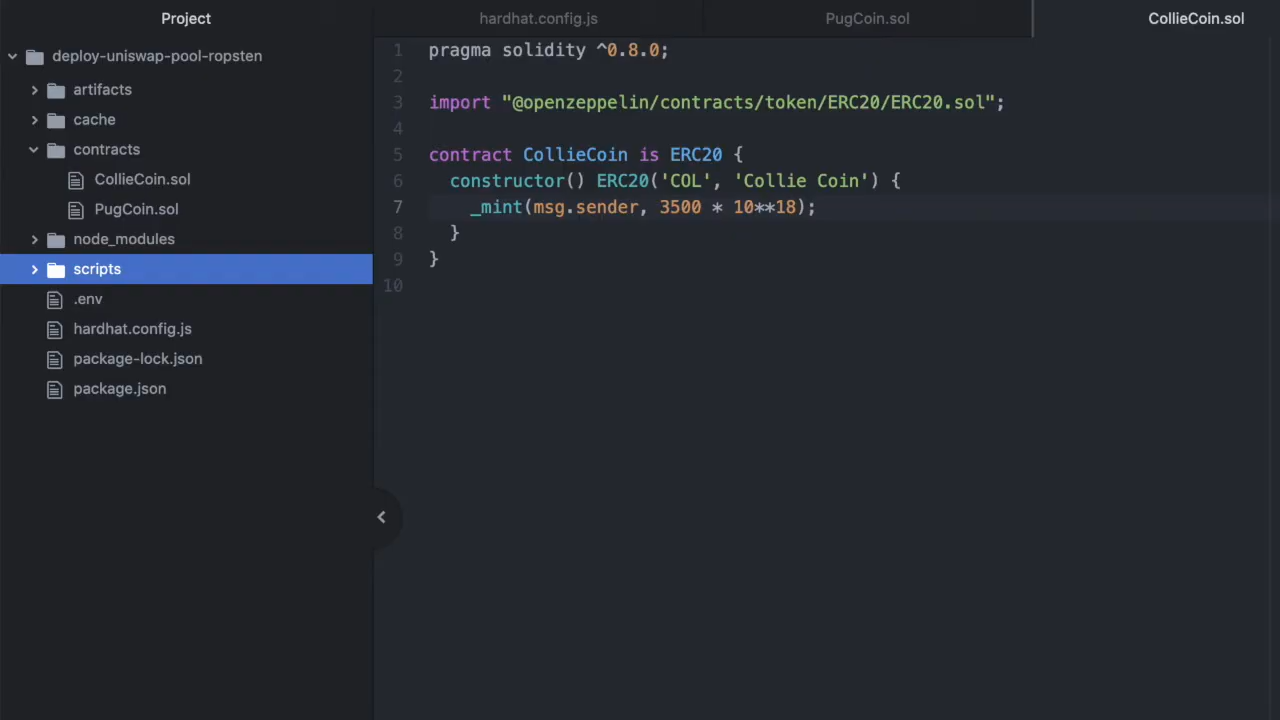 Project
hardhat.config.js
PugCoin.sol
CollieCoin.sol
deploy-uniswap-pool-ropsten
artifacts
cache
contracts
CollieCoin.sol
PugCoin.sol
node_modules
scripts
.env
hardhat.config.js
package-lock.json
package.json
1 pragma solidity ^0.8.0;
2
3 import "@openzeppelin/contracts/token/ERC20/ERC20.sol";
4
5 contract CollieCoin is ERC20 {
6 constructor() ERC20('COL', 'Collie Coin') {
7 _mint(msg.sender, 3500 * 10**18);
8 }
9 }
10